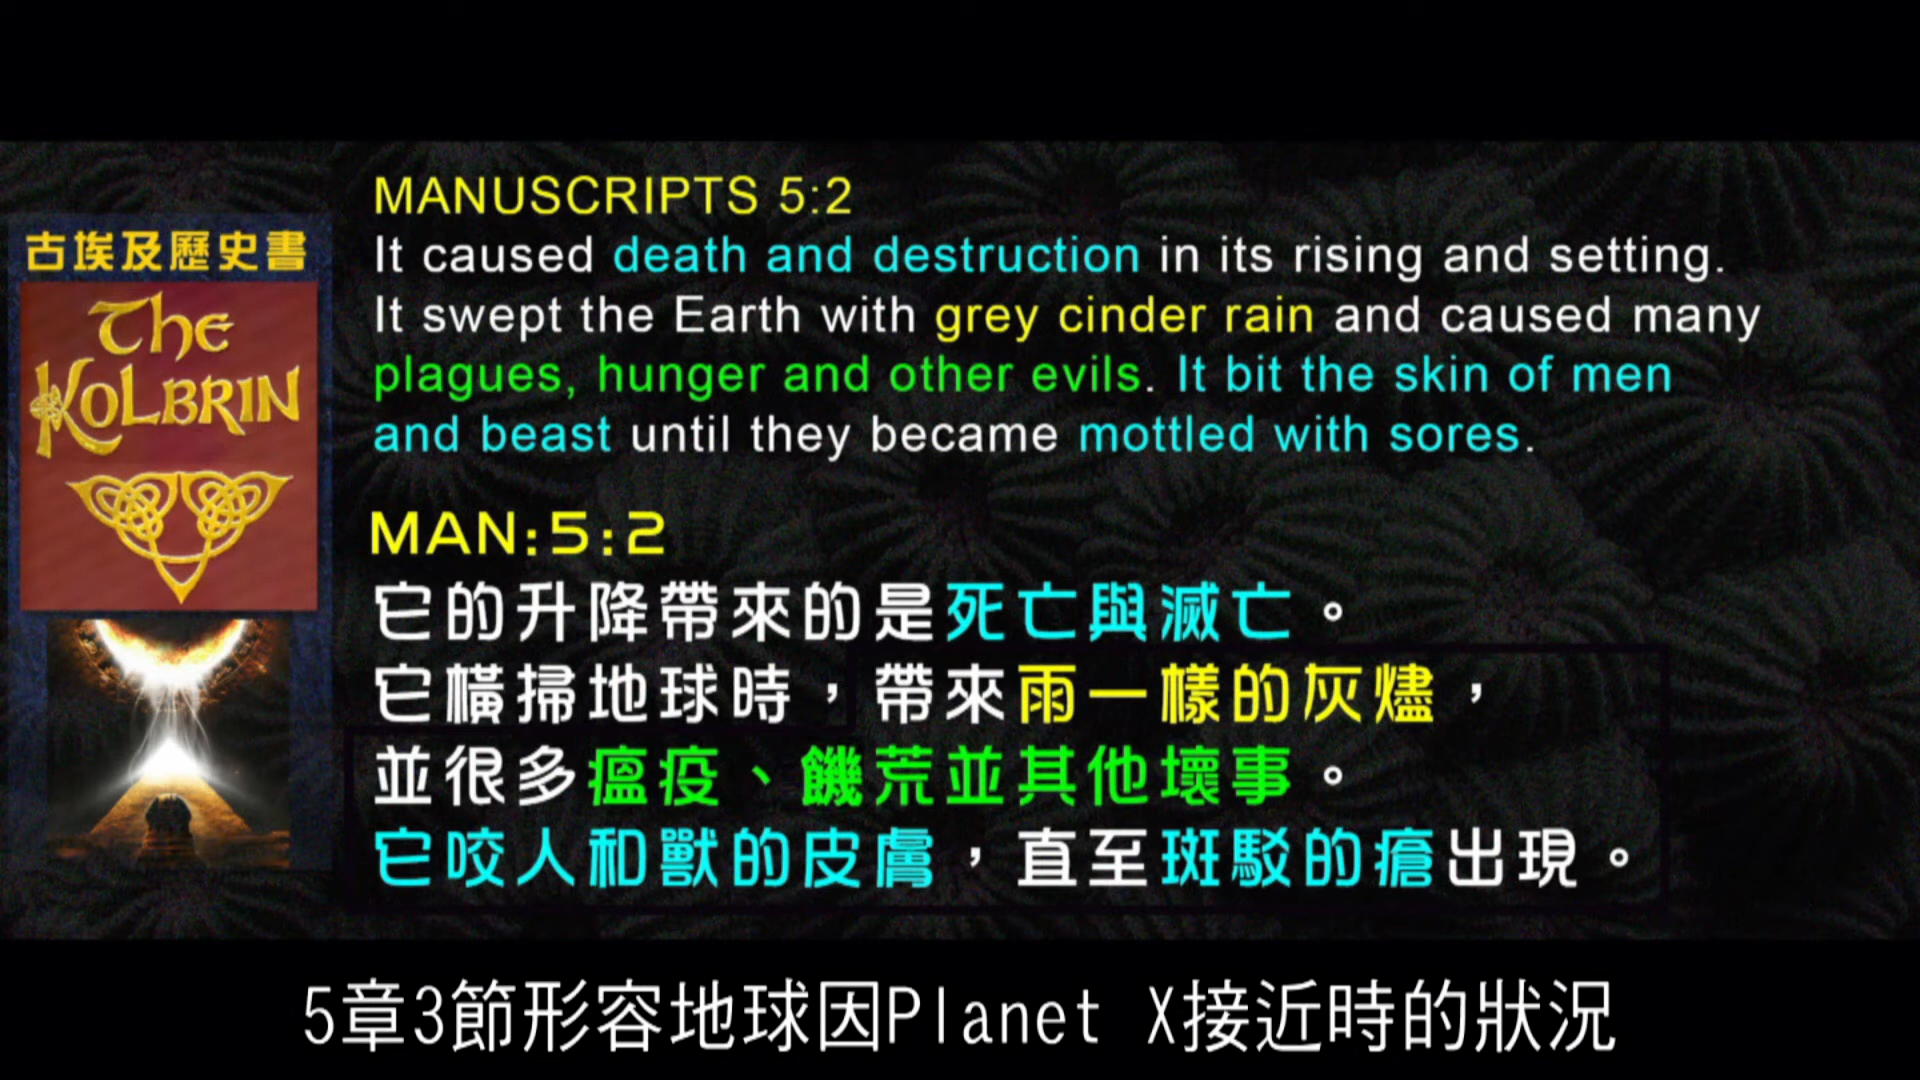 古埃及歷史書
The
KOLBRIN
MANUSCRIPTS 5:2
It caused death and destruction in its rising and setting.
It swept the Earth with grey cinder rain and caused many
plagues, hunger and other evils. It bit the skin of men
and beast until they became mottled with sores.
MAN:5:2
它的升降帶來的是死亡與滅亡。
它橫掃地球時，帶來雨一樣的灰燼，
並很多瘟疫、饑荒並其他壞事。
它咬人和獸的皮膚，直至斑駁的瘡出現。
5章3節形容地球因Planet X接近時的狀況